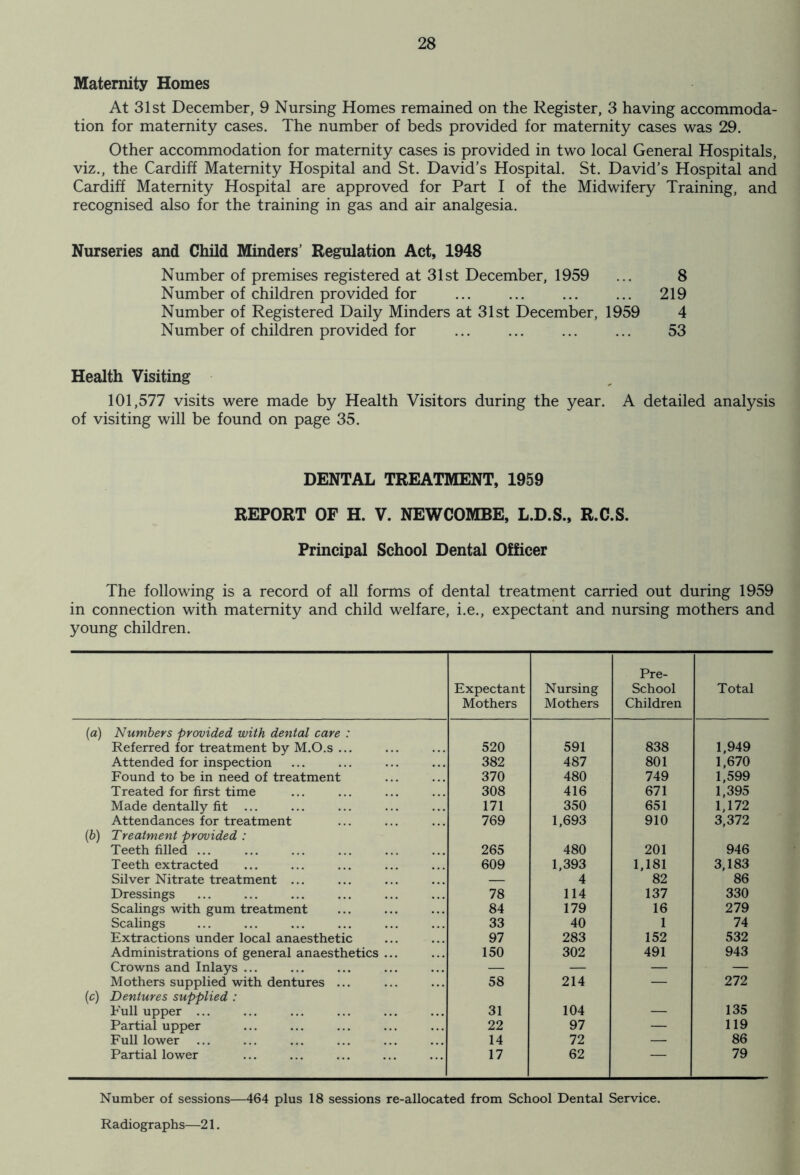 28
Maternity Homes
At 31st December, 9 Nursing Homes remained on the Register, 3 having accommoda-
tion for maternity cases. The number of beds provided for maternity cases was 29.
Other accommodation for maternity cases is provided in two local General Hospitals,
viz., the Cardiff Maternity Hospital and St. David's Hospital. St. David's Hospital and
Cardiff Maternity Hospital are approved for Part I of the Midwifery Training, and
recognised also for the training in gas and air analgesia.
Nurseries and Child Minders' Regulation Act, 1948
Number of premises registered at 31st December, 1959 ... 8
Number of children provided for ... ... ... ... 219
Number of Registered Daily Minders at 31st December, 1959 4
Number of children provided for ... ... ... ... 53
Health Visiting
101,577 visits were made by Health Visitors during the year. A detailed analysis
of visiting will be found on page 35.
DENTAL TREATMENT, 1959
REPORT OF H. V. NEWCOMBE, L.D.S., R.C.S.
Principal School Dental Officer
The following is a record of all forms of dental treatment carried out during 1959
in connection with maternity and child welfare, i.e., expectant and nursing mothers and
young children.
Expectant Mothers Nursing Mothers Pre-School Children Total
(a) Numbers provided with dental care :
Referred for treatment by M.O.s ... ... ... 520 591 838 1,949
Attended for inspection ... ... ... ... 382 487 801 1,670
Found to be in need of treatment ... ... 370 480 749 1,599
Treated for first time ... ... ... ... 308 416 671 1,395
Made dentally fit ... ... ... ... ... 171 350 651 1,172
Attendances for treatment ... ... ... 769 1,693 910 3,372
(b) Treatment provided :
Teeth filled ... ... ... ... ... ... 265 480 201 946
Teeth extracted ... ... ... ... ... 609 1,393 1,181 3,183
Silver Nitrate treatment ... ... ... ... — 4 82 86
Dressings ... ... ... ... ... ... 78 114 137 330
Scalings with gum treatment ... ... ... 84 179 16 279
Scalings ... ... ... ... ... ... 33 40 1 74
Extractions under local anaesthetic ... ... 97 283 152 532
Administrations of general anaesthetics ... ... 150 302 491 943
Crowns and Inlays ... ... ... ... ... — — — —
Mothers supplied with dentures ... ... ... 58 214 — 272
(c) Dentures supplied :
Full upper ... ... ... ... ... ... 31 104 — 135
Partial upper ... ... ... ... ... 22 97 — 119
Full lower ... ... ... ... ... ... 14 72 — 86
Partial lower ... ... ... ... ... 17 62 — 79
Number of sessions—464 plus 18 sessions re-allocated from School Dental Service.
Radiographs—21.